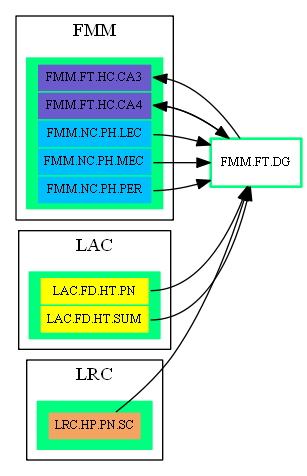 FMM
FMM.FT.HC.CA3
FMM.FT.HC.CA4
FMM.NC.PH.LEC
FMM.NC.PH.MEC
FMM.NC.PH.PER
FMM.FT.DG
LAC
LAC.FD.HT.PN
LAC.FD.HT.SUM
LRC
LRC.HP.PN.SC